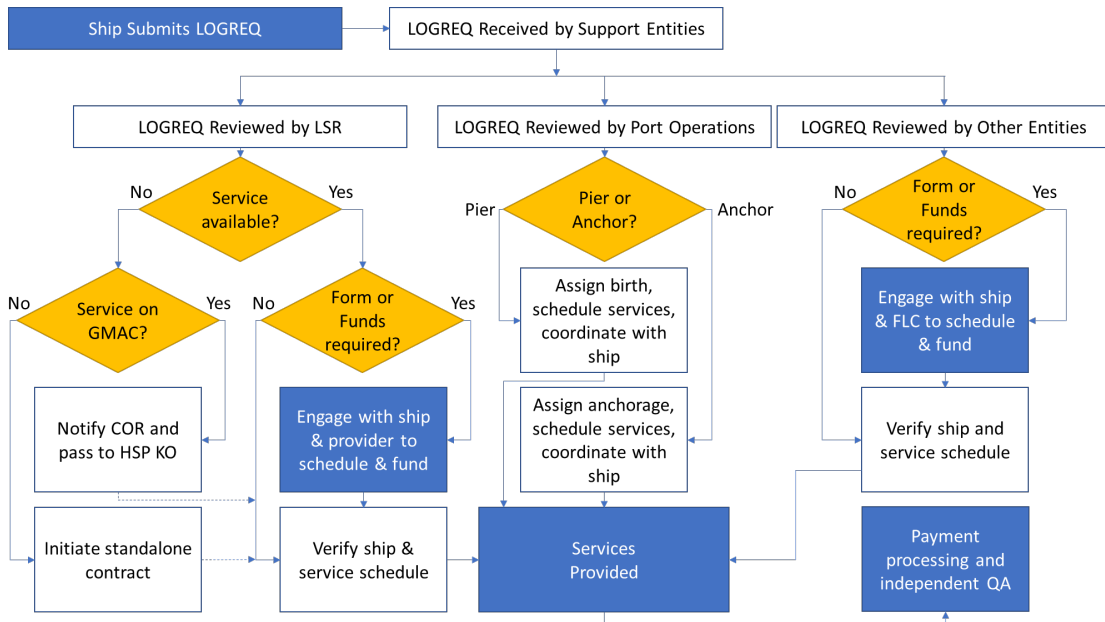 Ship Submits LOGREQ
LOGREQ Received by Support Entities
LOGREQ Reviewed by LSR
LOGREQ Reviewed by Port Operations
LOGREQ Reviewed by Other Entities
No
Service
available?
Yes
Pier
Pier or
Anchor?
Anchor
No
Form or
Funds
required?
Yes
No
Service on
GMAC?
Yes
No
Form or
Funds
required?
Yes
Assign birth,
schedule services,
coordinate with
ship
Engage with ship
& FLC to schedule
& fund
Notify COR and
pass to HSP KO
Engage with ship
& provider to
schedule & fund
Assign anchorage,
schedule services,
coordinate with
ship
Verify ship and
service schedule
Initiate standalone
contract
Verify ship &
service schedule
Services
Provided
Payment
processing and
independent QA